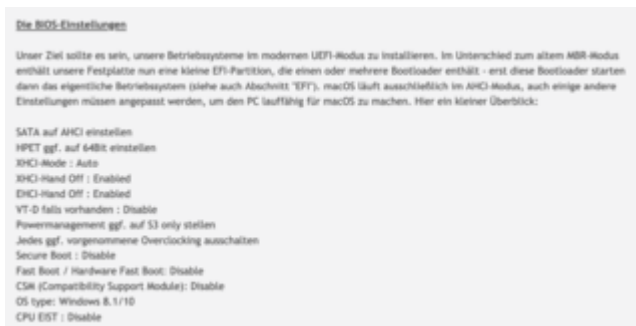 Die BIOS-Einstellungen
Unser Ziel sollte es sein, unsere Betriebssysteme im modernen UEFI-Modus zu installieren. Im Unterschied zum altem MBR-Modus
enthält unsere Festplatte nun eine kleine EFI-Partition, die einen oder mehrere Bootloader enthält - erst diese Bootloader starten
dann das eigentliche Betriebssystem (siehe auch Abschnitt "EFI"). macOS läuft ausschließlich im AHCI-Modus, auch einige andere
Einstellungen müssen angepasst werden, um den PC lauffähig für macOS zu machen. Hier ein kleiner Überblick:
SATA auf AHCI einstellen
HPET ggf. auf 64Bit einstellen
XHCI-Mode : Auto
XHCI-Hand Off : Enabled
EHCI-Hand Off : Enabled
VT-D falls vorhanden : Disable
Powermanagement ggf. auf S3 only stellen
Jedes ggf. vorgenommene Overclocking ausschalten
Secure Boot : Disable
Fast Boot / Hardware Fast Boot: Disable
CSM (Compatibility Support Module): Disable
OS type: Windows 8.1/10
CPU EIST : Disable